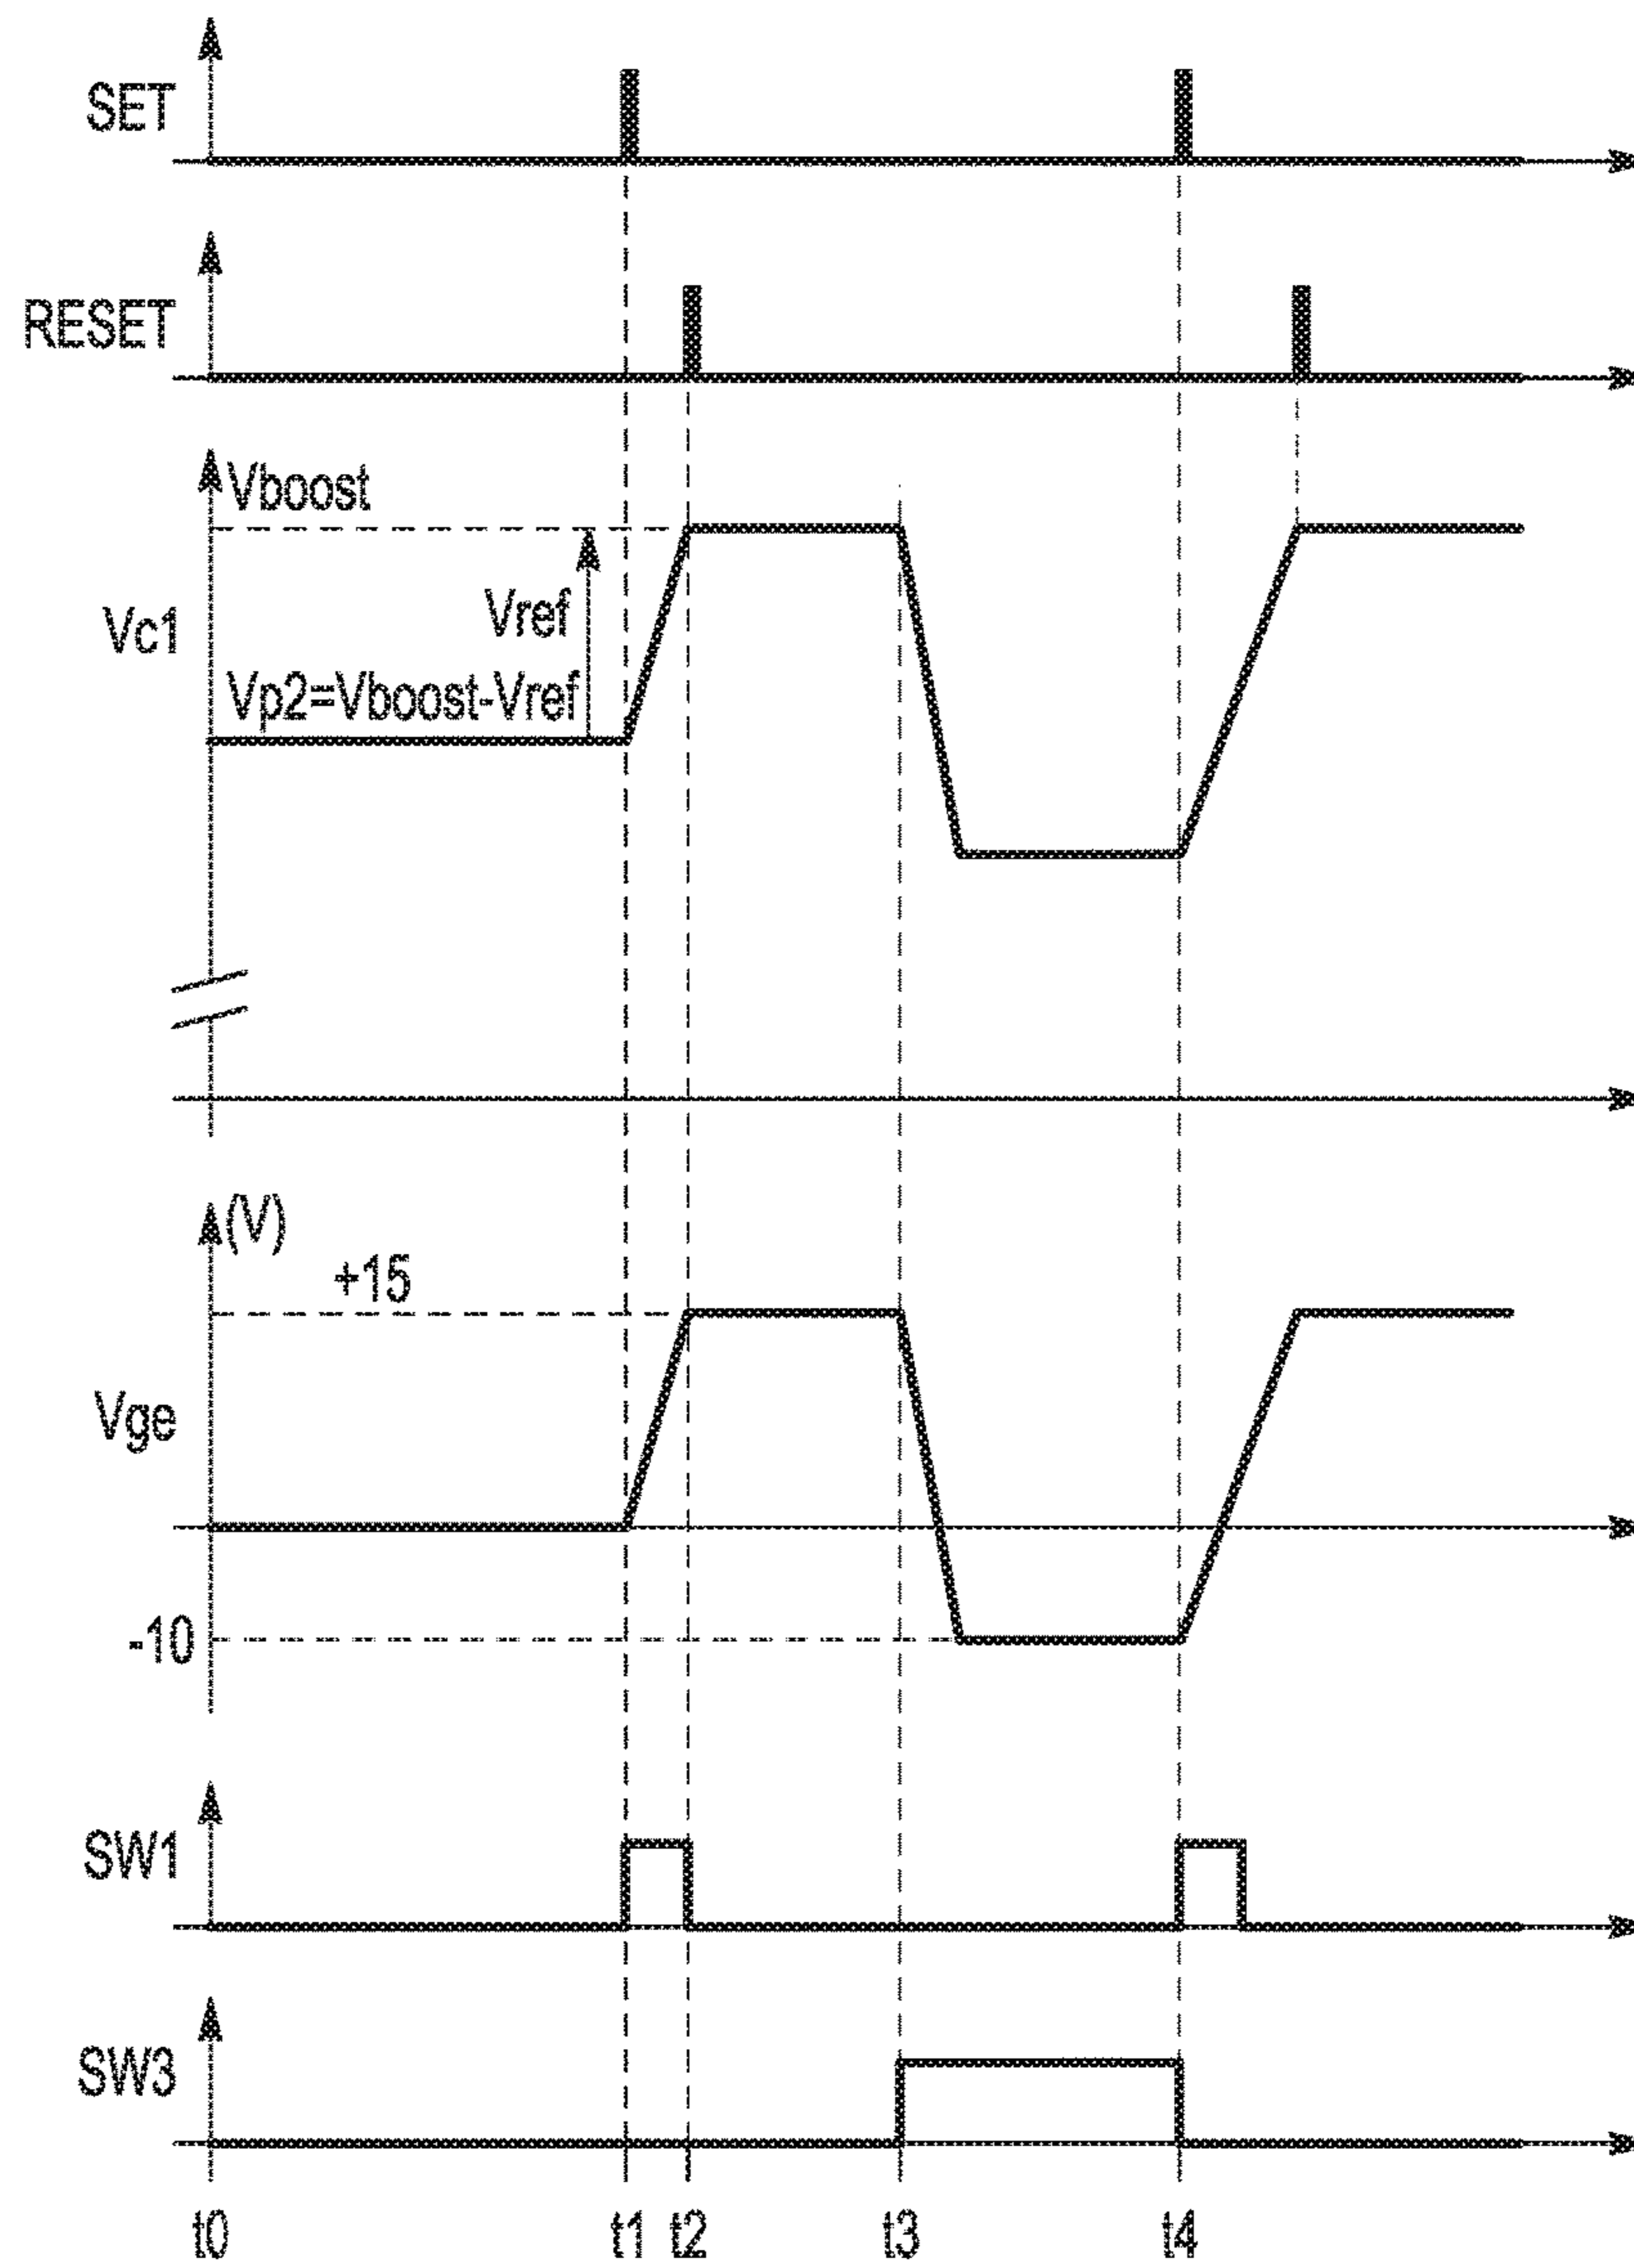 SET
RESET
Vboost
Vref
Vc1
Vp2=Vboost-Vref
(V)
+15
Vge
-10
SW1
SW3
t0 t1 t2 t3 t4